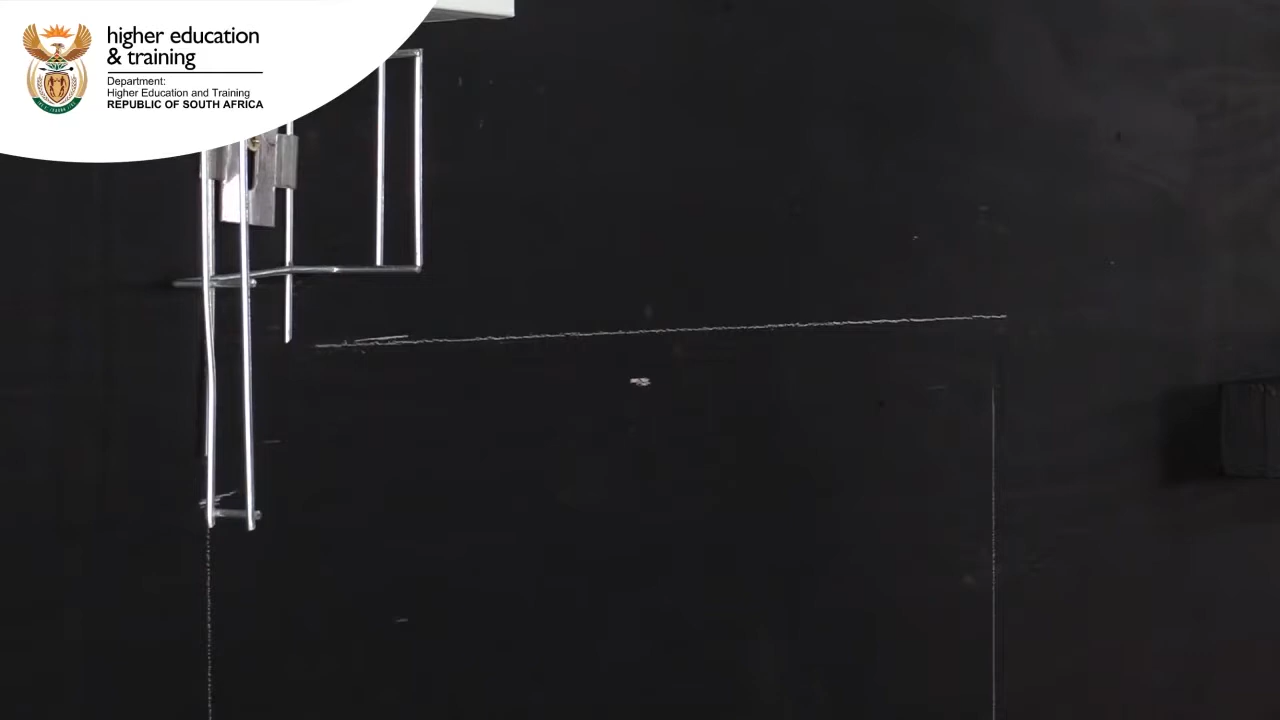 higher education
& training
Department:
Higher Education and Training
REPUBLIC OF SOUTH AFRICA